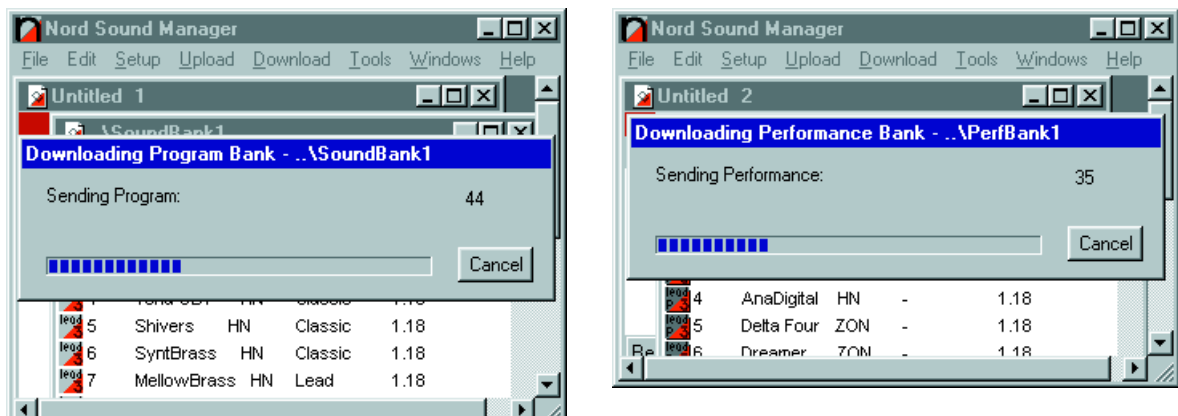 Nord Sound Manager
File Edit Setup Upload Download Tools Windows Help
Untitled 1
..\SoundBank1
Downloading Program Bank - ..\SoundBank1
Sending Program: 44
Cancel
5 Shivers HN Classic 1.18
6 SyntBrass HN Classic 1.18
7 MellowBrass HN Lead 1.18
Nord Sound Manager
File Edit Setup Upload Download Tools Windows Help
Untitled 2
Downloading Performance Bank - ..\PerfBank1
Sending Performance: 35
Cancel
4 AnaDigital HN - 1.18
5 Delta Four ZON - 1.18
Re 6 Dreamer ZON - 1.18